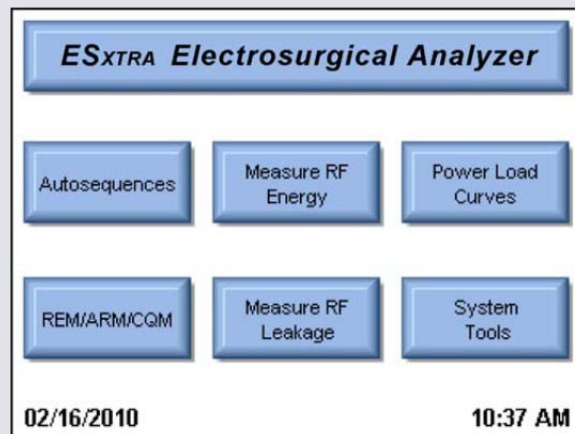 ESXTRA Electrosurgical Analyzer
Autosequences
Measure RF
Energy
Power Load
Curves
REM/ARM/CQM
Measure RF
Leakage
System
Tools
02/16/2010
10:37 AM